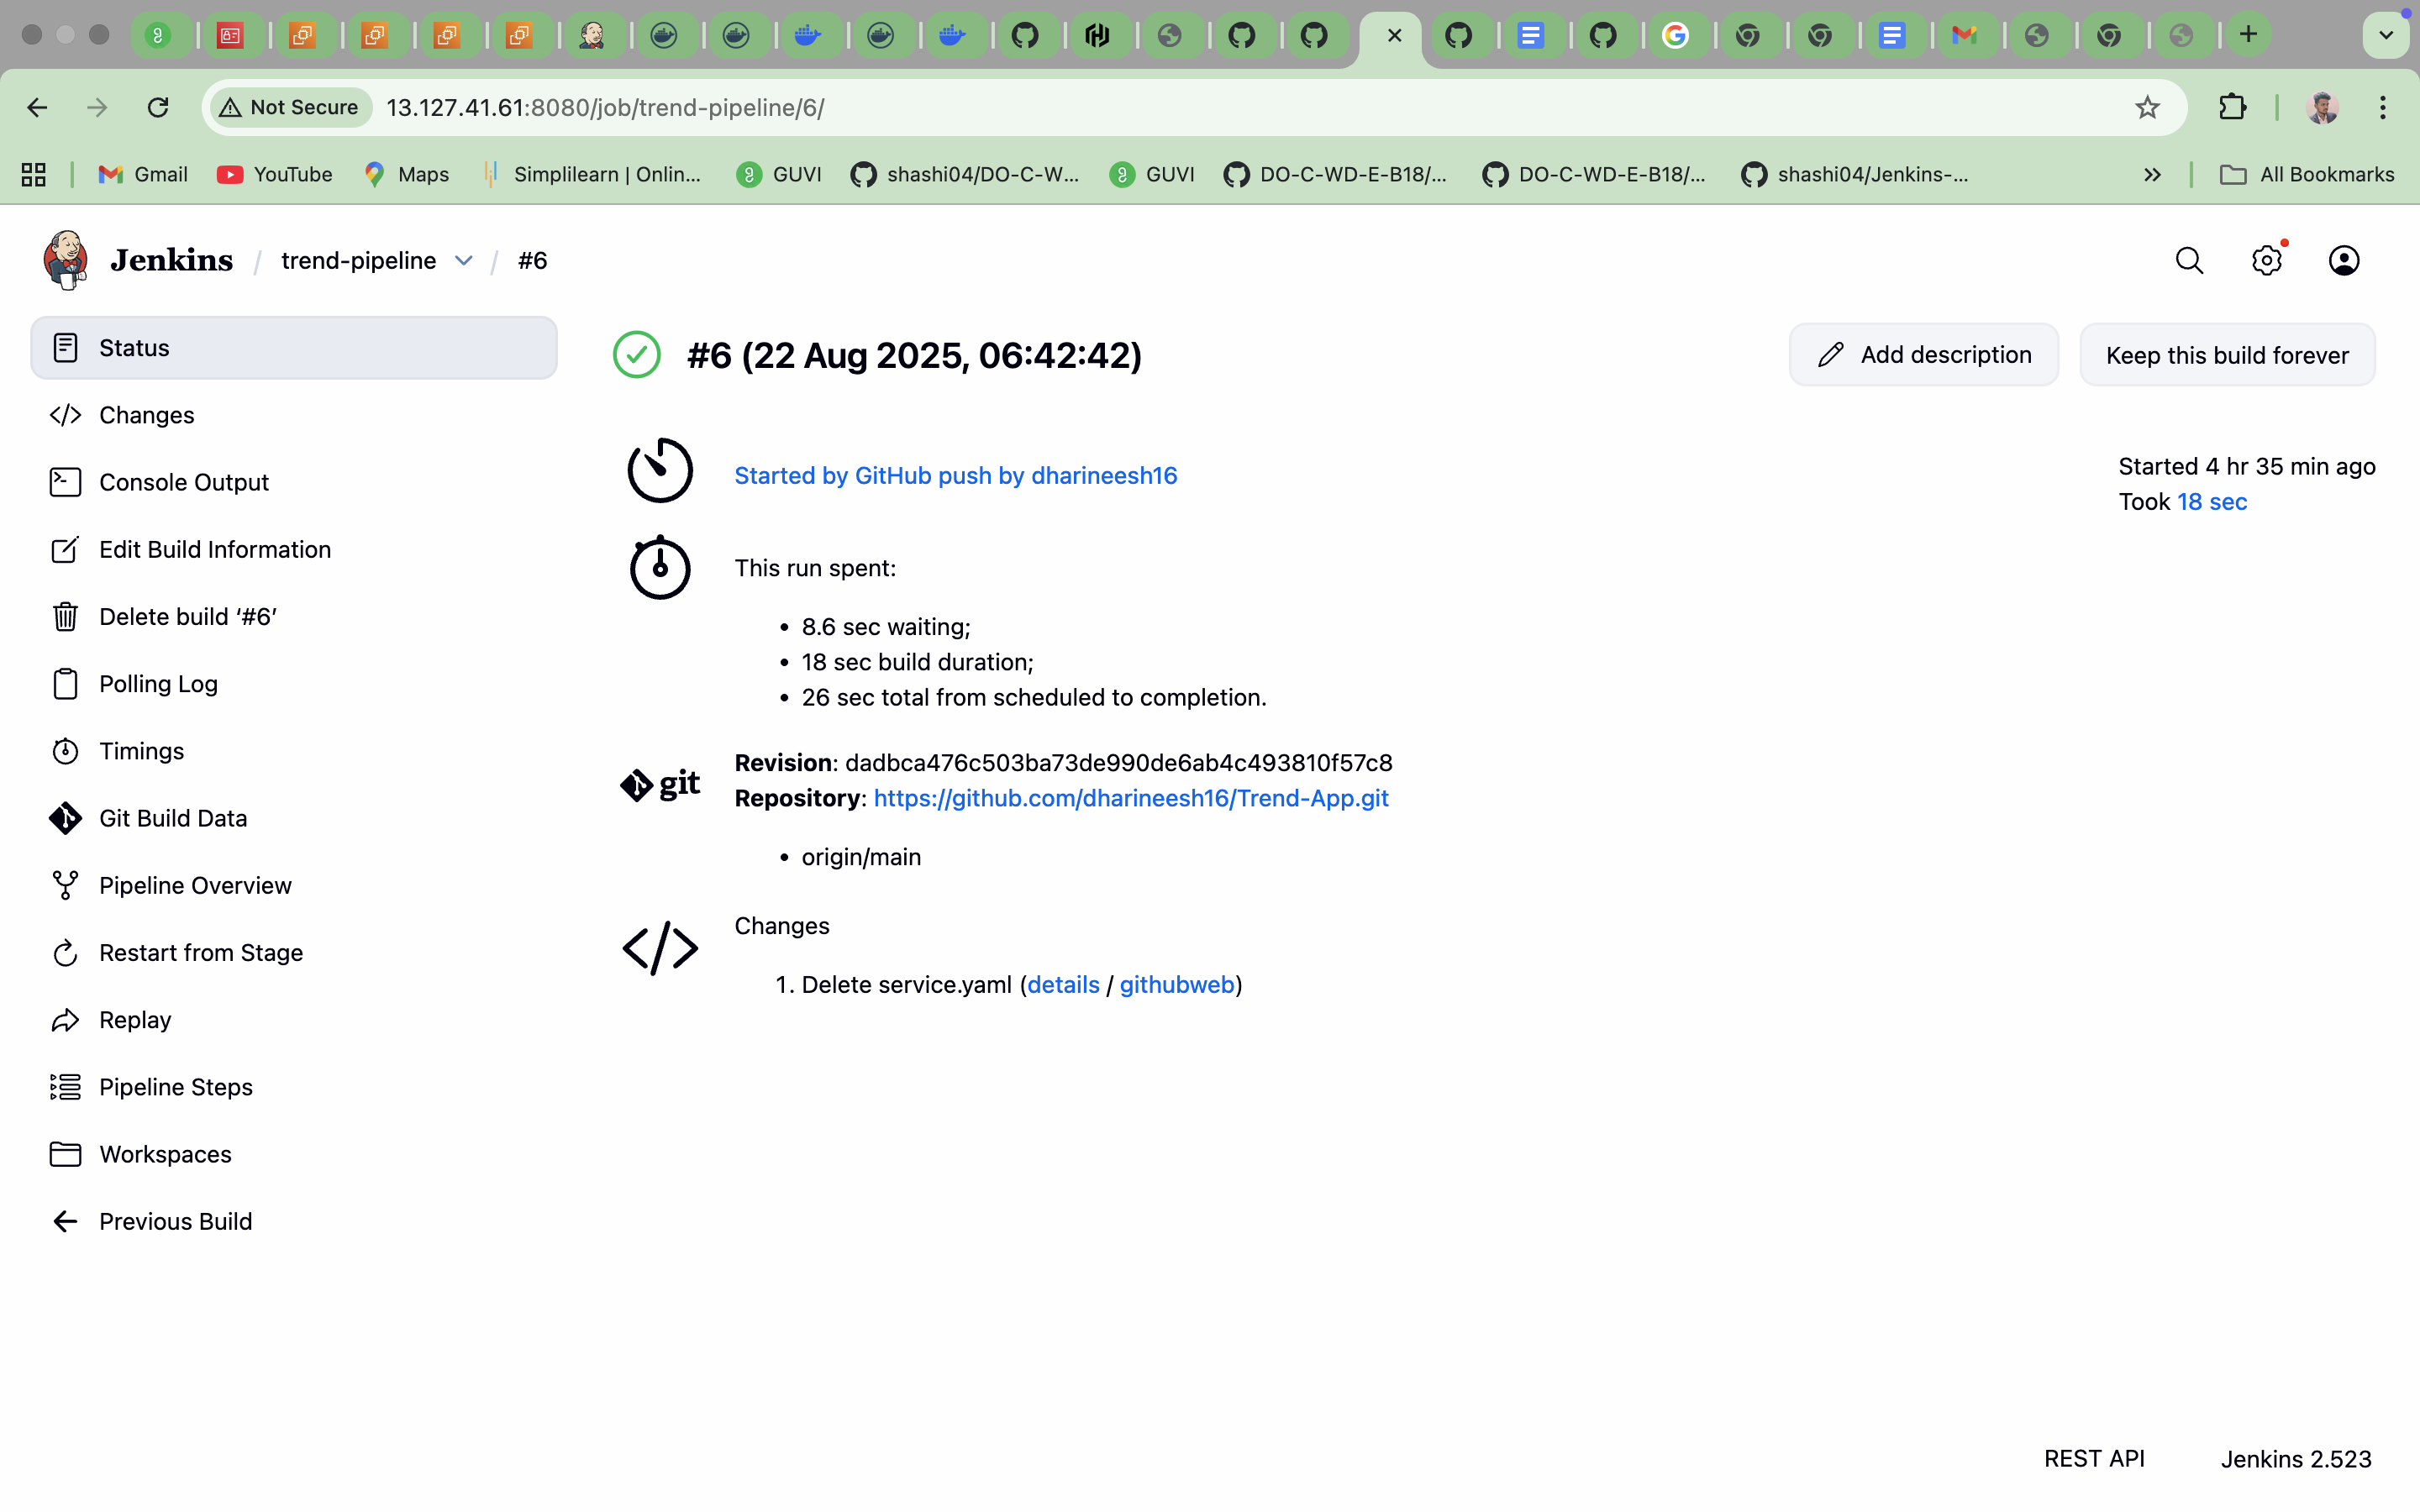 Not Secure 13.127.41.61:8080/job/trend-pipeline/6/
Gmail YouTube Maps Simplilearn | Onlin... GUVI shashi04/DO-C-W... GUVI DO-C-WD-E-B18/... DO-C-WD-E-B18/... shashi04/Jenkins-... All Bookmarks
Jenkins / trend-pipeline / #6
Status
Changes
Console Output
Edit Build Information
Delete build ‘#6’
Polling Log
Timings
Git Build Data
Pipeline Overview
Restart from Stage
Replay
Pipeline Steps
Workspaces
Previous Build
#6 (22 Aug 2025, 06:42:42)
Add description
Keep this build forever
Started by GitHub push by dharineesh16
Started 4 hr 35 min ago
Took 18 sec
This run spent:
• 8.6 sec waiting;
• 18 sec build duration;
• 26 sec total from scheduled to completion.
git
Revision: dadbca476c503ba73de990de6ab4c493810f57c8
Repository: https://github.com/dharineesh16/Trend-App.git
• origin/main
Changes
1. Delete service.yaml (details / githubweb)
REST API Jenkins 2.523